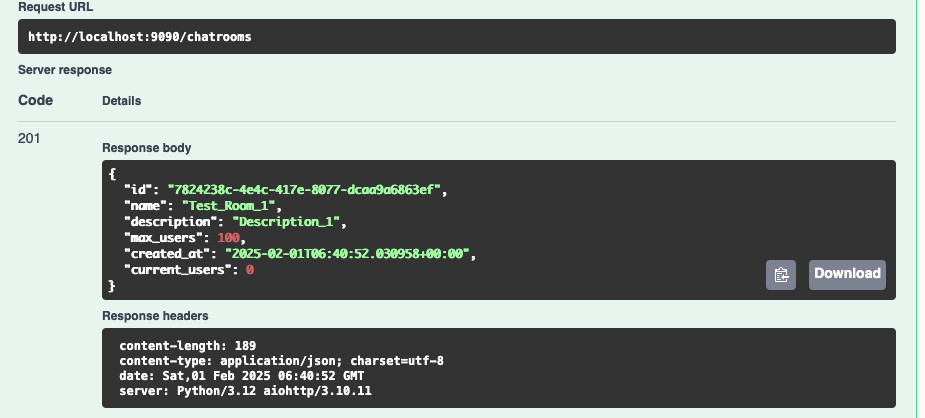 Request URL
http://localhost:9090/chatrooms
Server response
Code Details
201
Response body
{
"id": "7824238c-4e4c-417e-8077-dcaa9a6863ef",
"name": "Test_Room_1",
"description": "Description_1",
"max_users": 100,
"created_at": "2025-02-01T06:40:52.030958+00:00",
"current_users": 0
}
Download
Response headers
content-length: 189
content-type: application/json; charset=utf-8
date: Sat,01 Feb 2025 06:40:52 GMT
server: Python/3.12 aiohttp/3.10.11